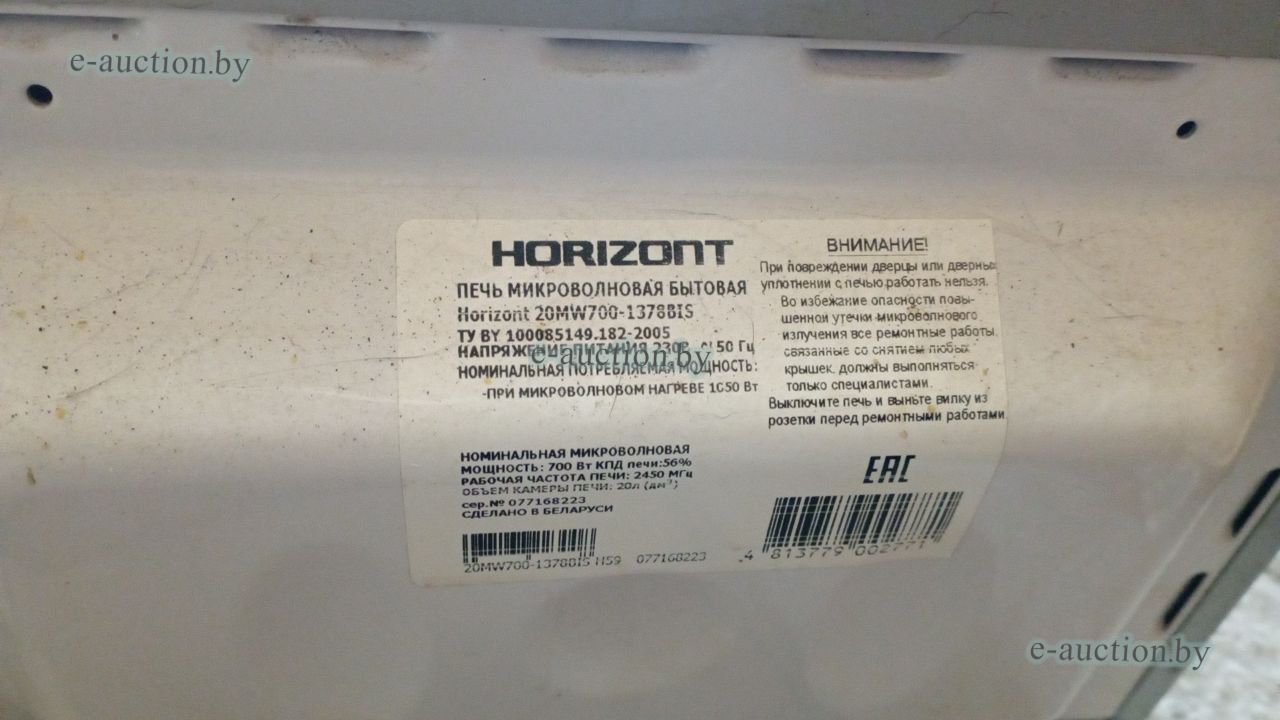 e-auction.by
HORIZONT
ПЕЧЬ МИКРОВОЛНОВАЯ БЫТОВАЯ
Horizont 20MW700-1378BIS
ТУ BY 100085149.182-2005
НАПРЯЖЕНИЕ ПИТАНИЯ 230В, 50 Гц
e-auction.by
НОМИНАЛЬНАЯ ПОТРЕБЛЯЕМАЯ МОЩНОСТЬ:
-ПРИ МИКРОВОЛНОВОМ НАГРЕВЕ 1050 Вт
НОМИНАЛЬНАЯ МИКРОВОЛНОВАЯ
МОЩНОСТЬ: 700 Вт КПД печи:56%
РАБОЧАЯ ЧАСТОТА ПЕЧИ: 2450 МГц
ОБЪЕМ КАМЕРЫ ПЕЧИ: 20л (дм³)
сер.№ 077168223
СДЕЛАНО В БЕЛАРУСИ
20MW700-1378BIS H59 077168223
ВНИМАНИЕ!
При повреждении дверцы или дверных
уплотнении с печью работать нельзя.
Во избежание опасности повы-
шенной утечки микроволнового
излучения все ремонтные работы,
связанные со снятием любых
крышек, должны выполняться
только специалистами.
Выключите печь и выньте вилку из
розетки перед ремонтными работами
EAC
4 813779 002771
e-auction.by